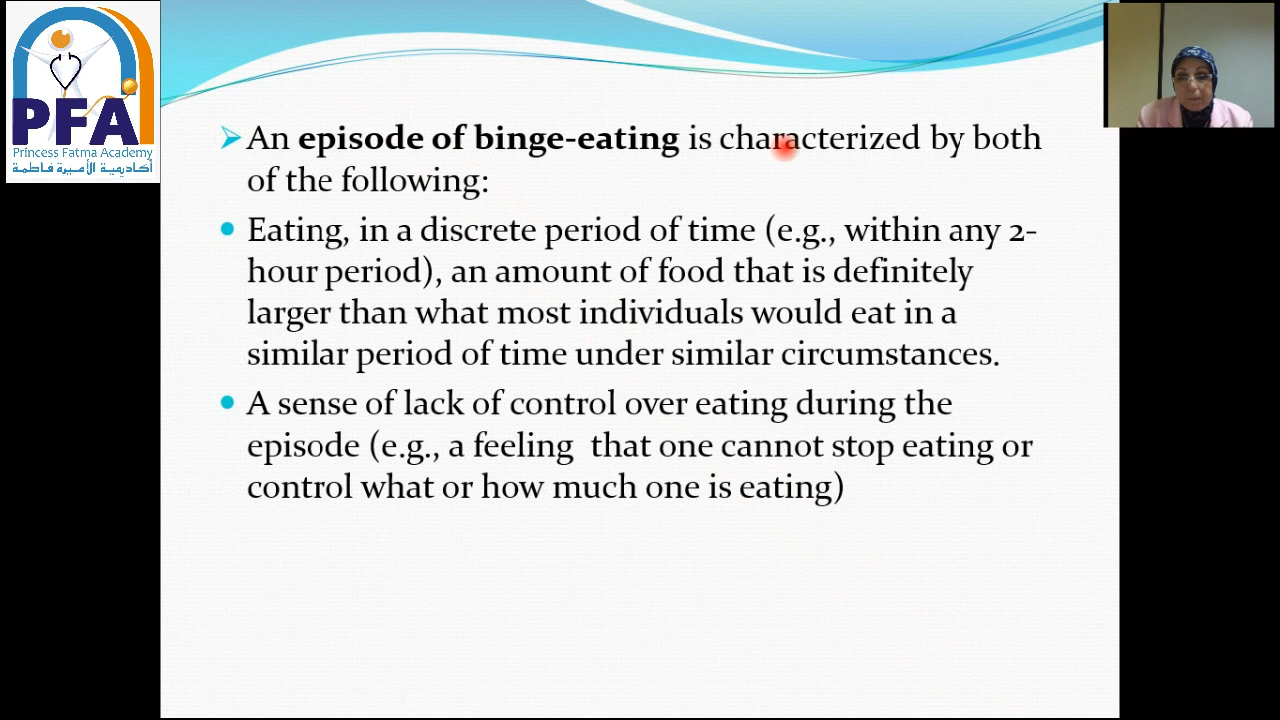 PFA
Princess Fatma Academy
أكاديمية الأميرة فاطمة
An episode of binge-eating is characterized by both
of the following:
Eating, in a discrete period of time (e.g., within any 2-
hour period), an amount of food that is definitely
larger than what most individuals would eat in a
similar period of time under similar circumstances.
A sense of lack of control over eating during the
episode (e.g., a feeling  that one cannot stop eating or
control what or how much one is eating)